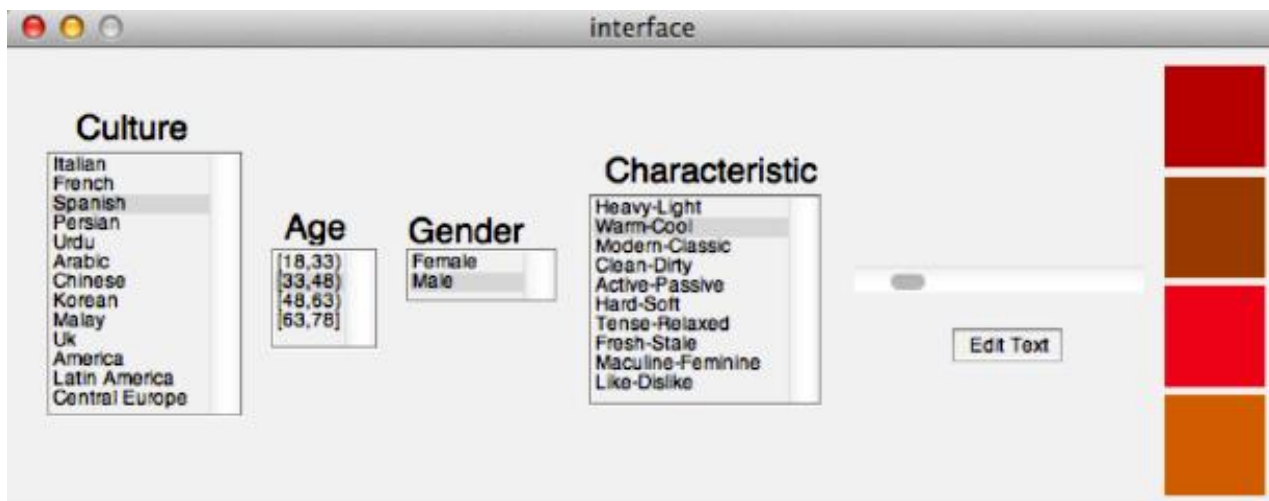 interface
Culture
Italian
French
Spanish
Persian
Urdu
Arabic
Chinese
Korean
Malay
Uk
America
Latin America
Central Europe
Age
[18,33)
[33,48)
[48,63)
[63,78]
Gender
Female
Male
Characteristic
Heavy-Light
Warm-Cool
Modern-Classic
Clean-Dirty
Active-Passive
Hard-Soft
Tense-Relaxed
Fresh-Stale
Maculine-Feminine
Like-Dislike
Edit Text